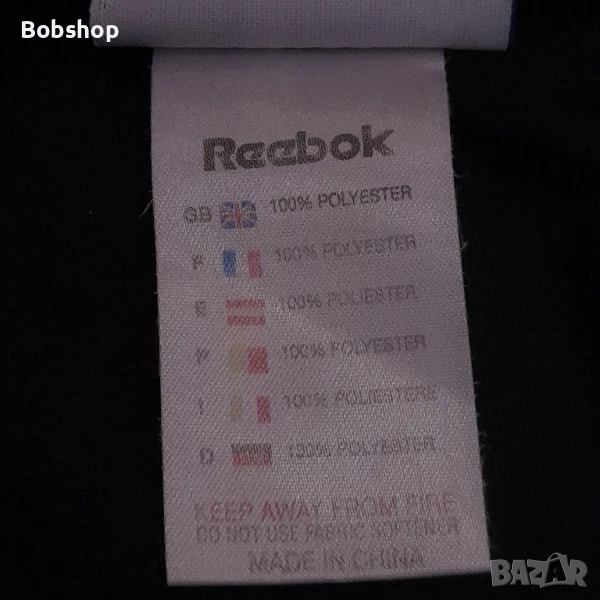 Bobshop
Reebok
GB 100% POLYESTER
F 100% POLYESTER
E 100% POLIESTER
P 100% POLYESTER
I 100% POLIESTERE
D 100% POLYESTER
KEEP AWAY FROM FIRE
DO NOT USE FABRIC SOFTENER
MADE IN CHINA
BAZAR